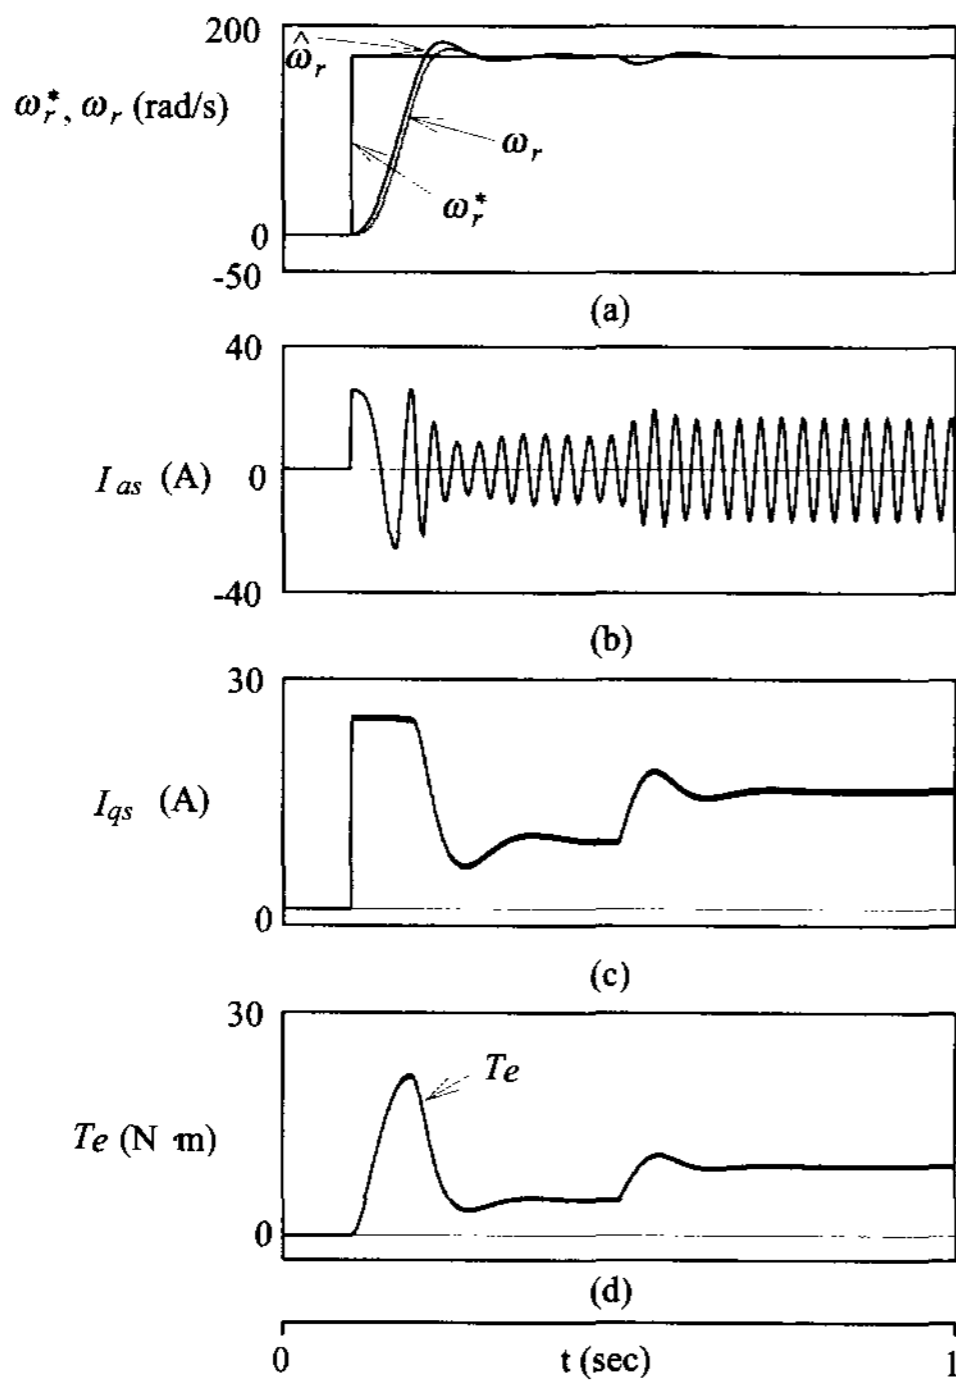 200
ω̂r
ωr*, ωr (rad/s)
ωr
ωr*
0
-50
(a)
40
Ias (A) 0
-40
(b)
30
Iqs (A)
0
(c)
30
Te
Te (N·m)
0
(d)
0 t (sec) 1